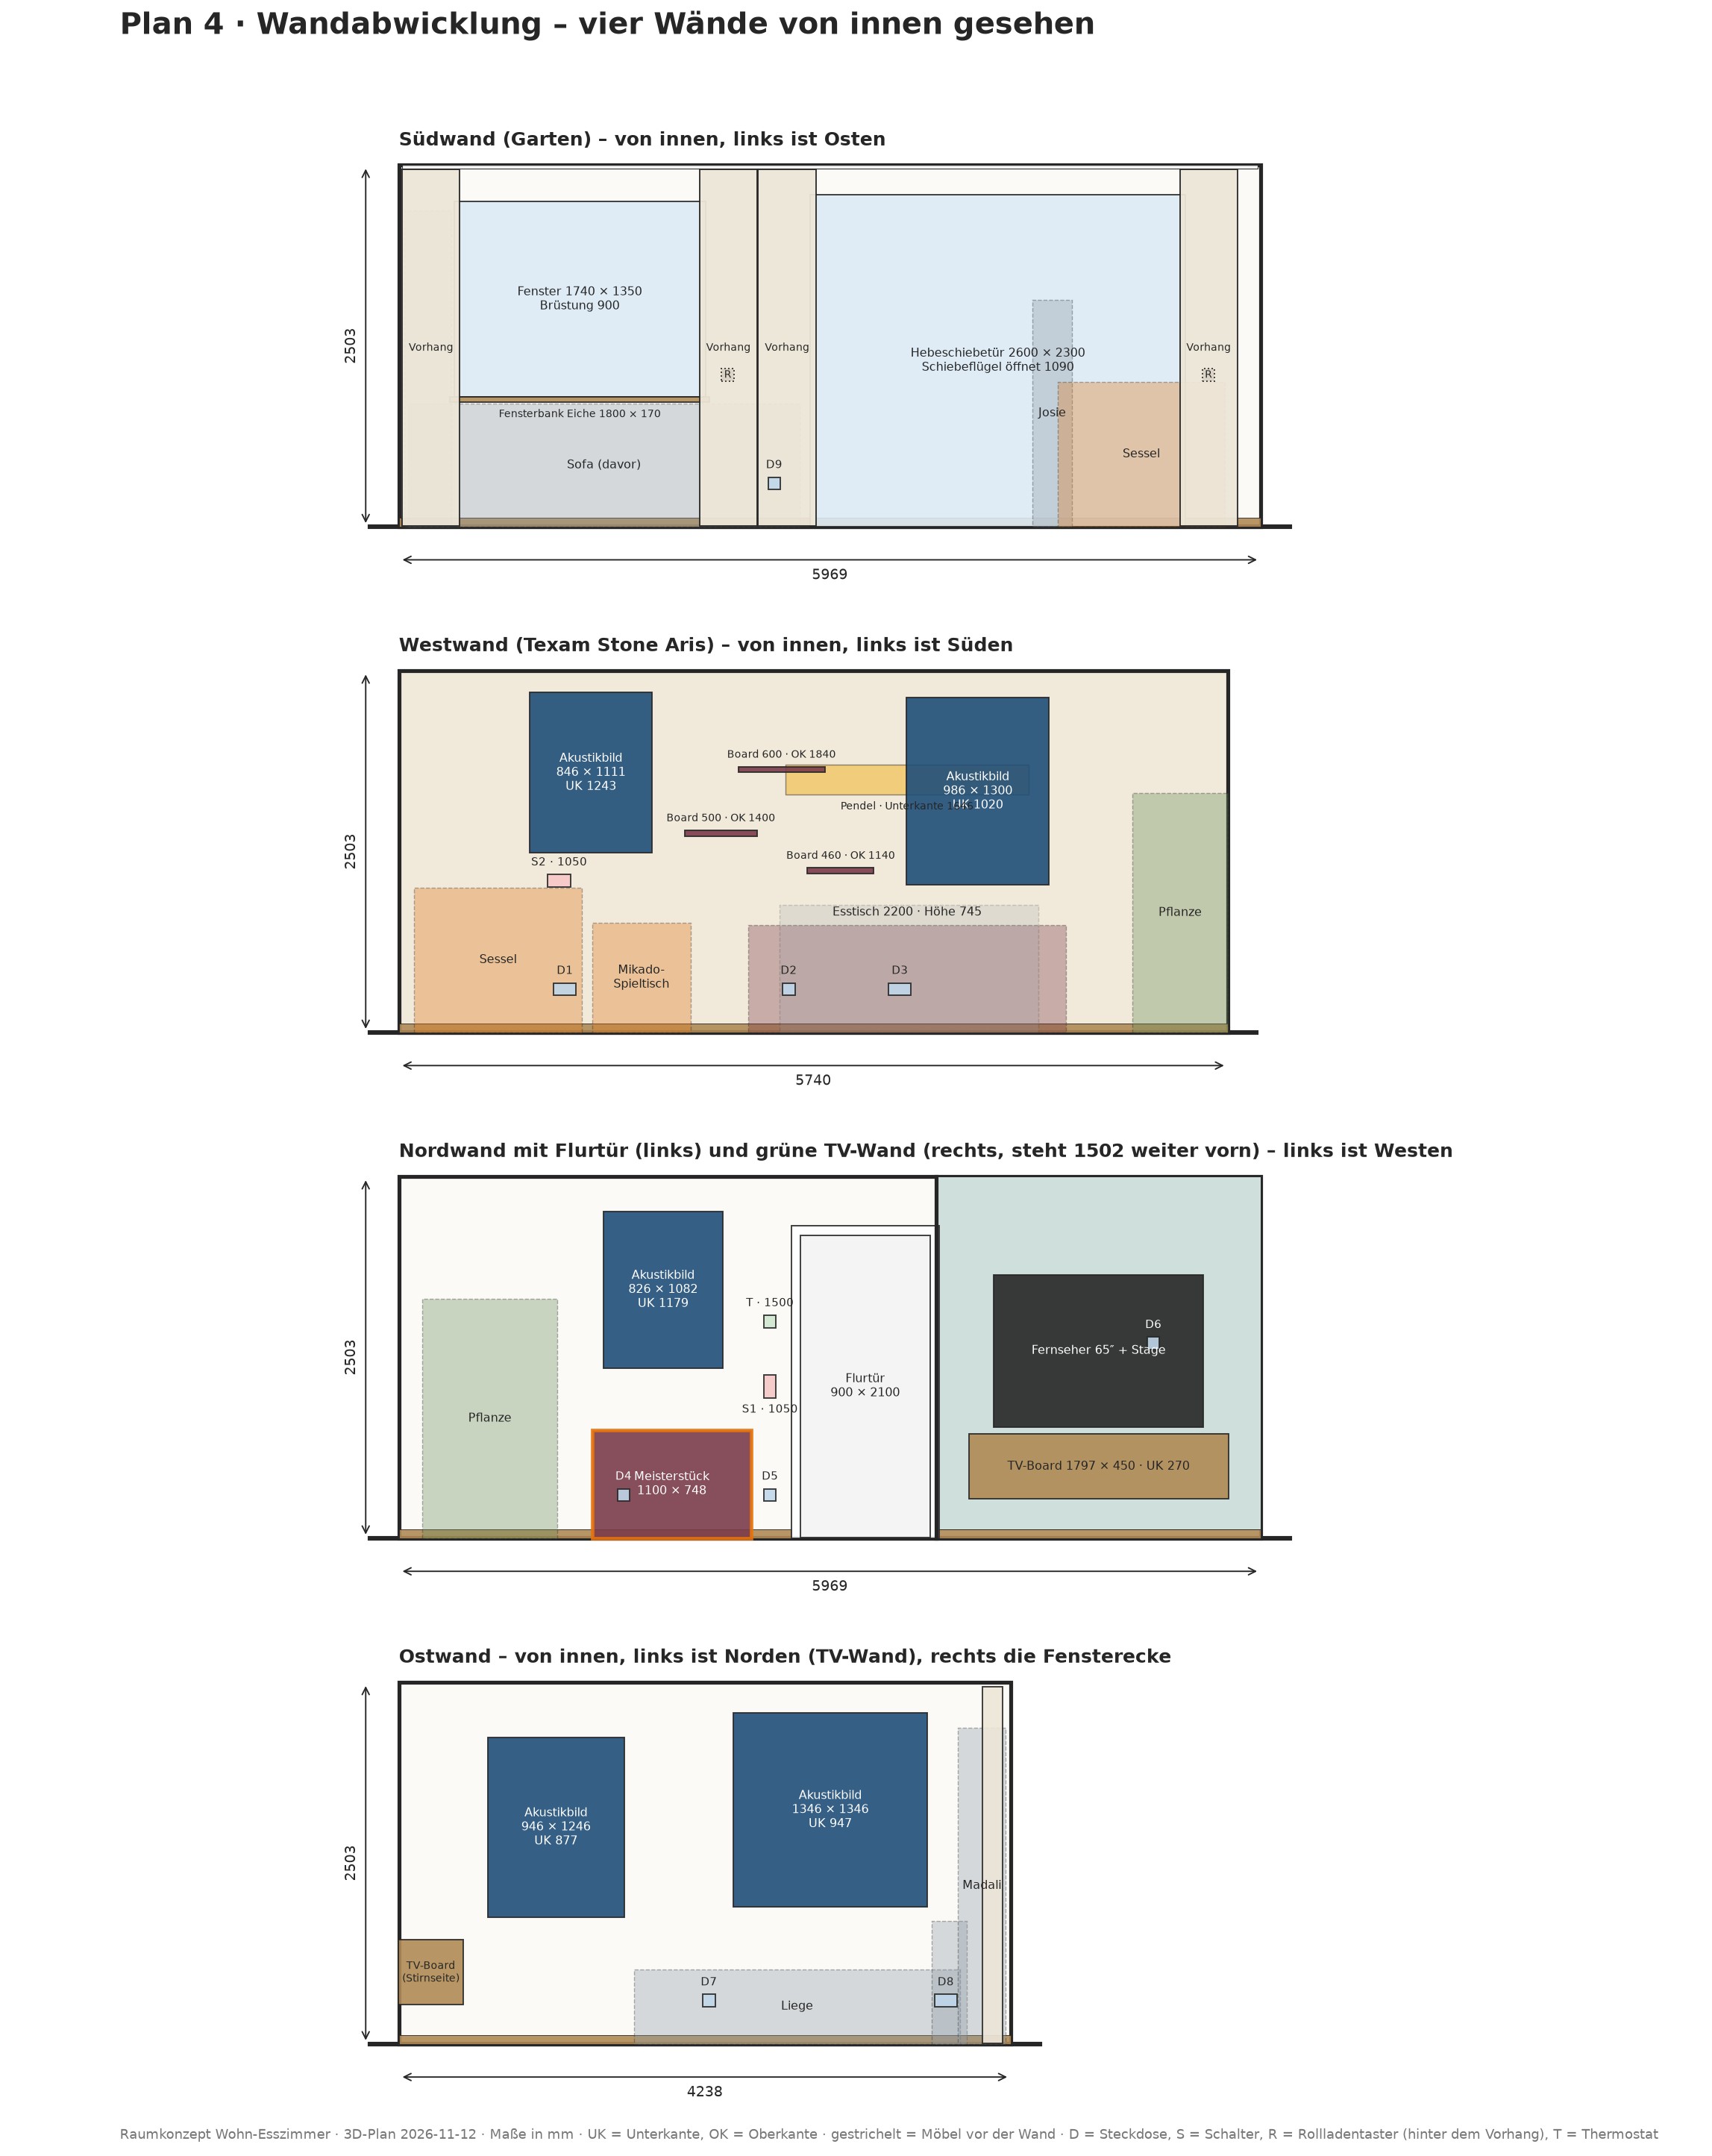 Plan 4 · Wandabwicklung – vier Wände von innen gesehen
Südwand (Garten) – von innen, links ist Osten
2503
Fenster 1740 × 1350
Brüstung 900
Vorhang
Vorhang
Vorhang
Vorhang
R
R
Hebeschiebetür 2600 × 2300
Schiebeflügel öffnet 1090
Fensterbank Eiche 1800 × 170
Josie
Sofa (davor)
D9
Sessel
5969
Westwand (Texam Stone Aris) – von innen, links ist Süden
2503
Akustikbild
846 × 1111
UK 1243
Board 600 · OK 1840
Akustikbild
986 × 1300
UK 1020
Pendel · Unterkante
Board 500 · OK 1400
Board 460 · OK 1140
S2 · 1050
Esstisch 2200 · Höhe 745
Pflanze
Sessel
D1
Mikado-
Spieltisch
D2
D3
5740
Nordwand mit Flurtür (links) und grüne TV-Wand (rechts, steht 1502 weiter vorn) – links ist Westen
2503
Akustikbild
826 × 1082
UK 1179
T · 1500
D6
Fernseher 65″ + Stage
Flurtür
900 × 2100
S1 · 1050
Pflanze
D4
Meisterstück
1100 × 748
D5
TV-Board 1797 × 450 · UK 270
5969
Ostwand – von innen, links ist Norden (TV-Wand), rechts die Fensterecke
2503
Akustikbild
946 × 1246
UK 877
Akustikbild
1346 × 1346
UK 947
Madali
TV-Board
(Stirnseite)
D7
Liege
D8
4238
Raumkonzept Wohn-Esszimmer · 3D-Plan 2026-11-12 · Maße in mm · UK = Unterkante, OK = Oberkante · gestrichelt = Möbel vor der Wand · D = Steckdose, S = Schalter, R = Rollladentaster (hinter dem Vorhang), T = Thermostat